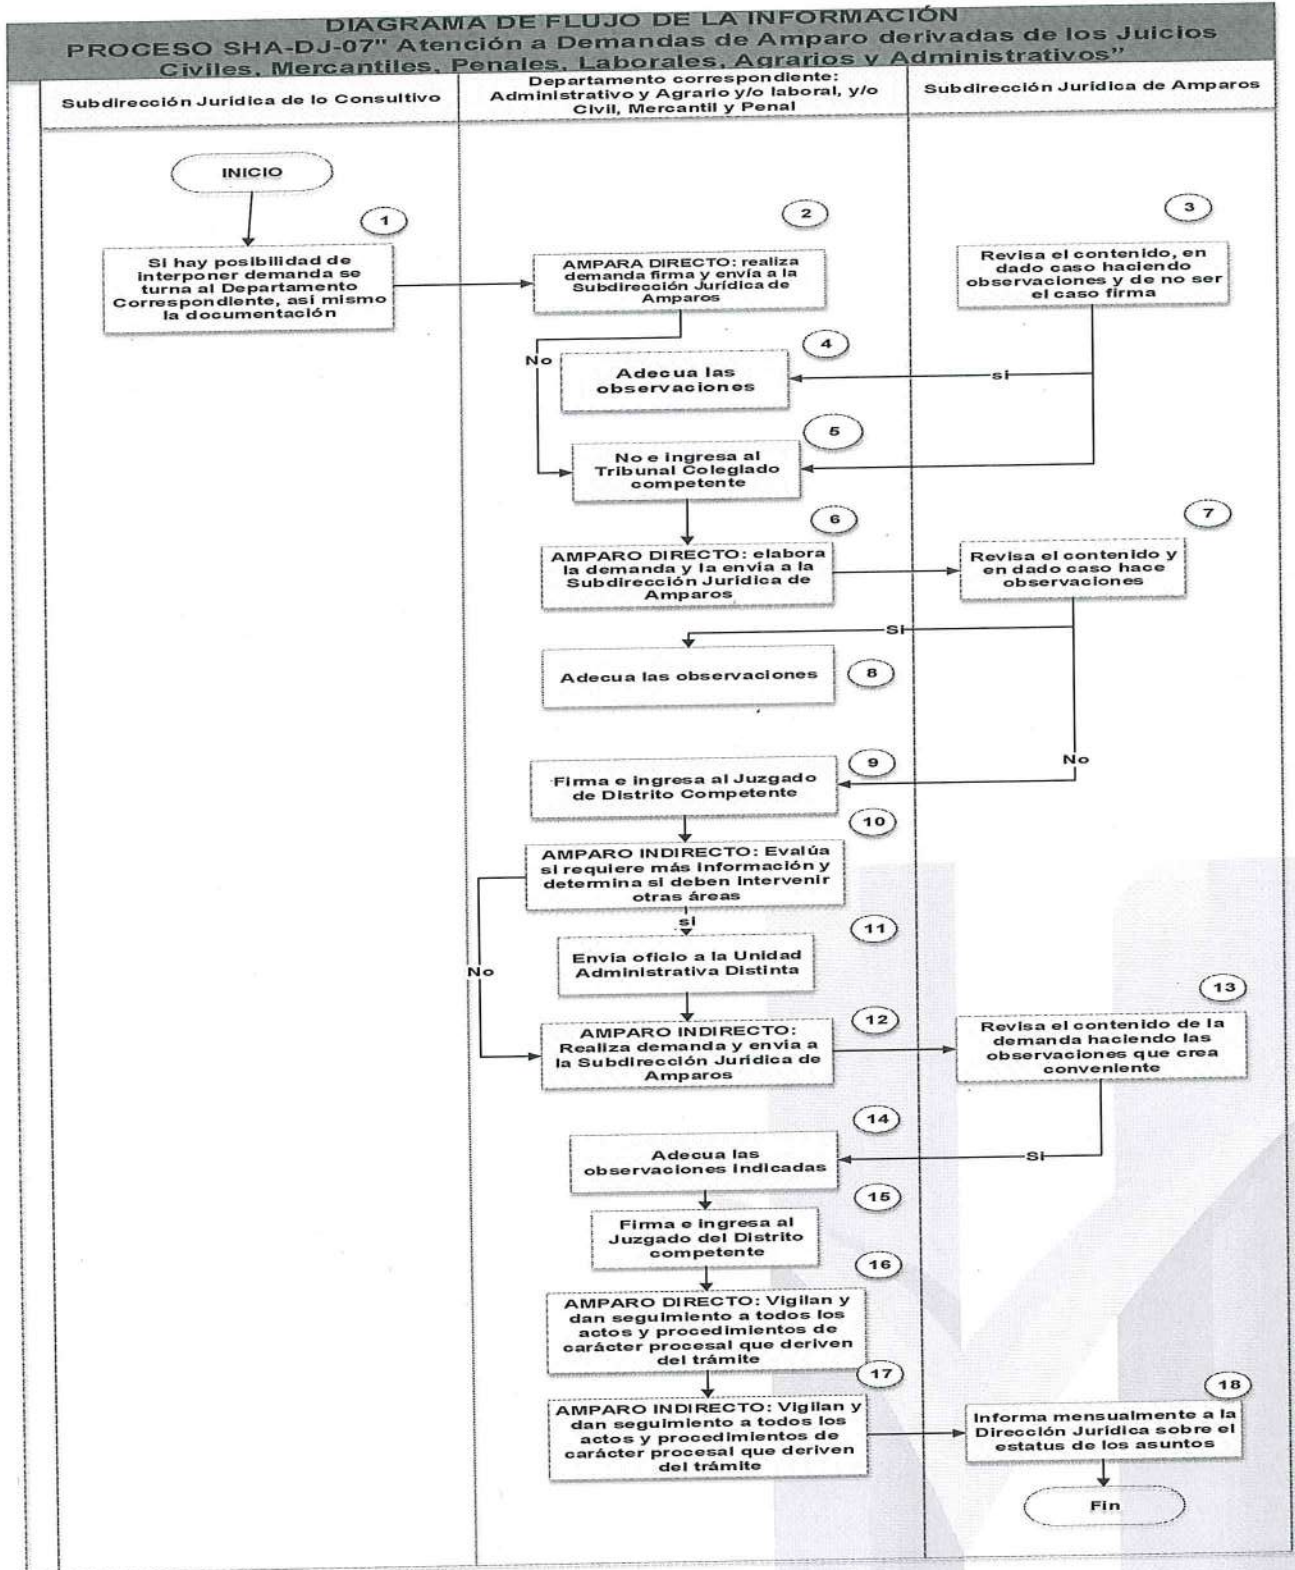 DIAGRAMA DE FLUJO DE LA INFORMACIÓN
PROCESO SHA-DJ-07" Atención a Demandas de Amparo derivadas de los Juicios
Civiles, Mercantiles, Penales, Laborales, Agrarios y Administrativos"
Subdirección Jurídica de lo Consultivo
Departamento correspondiente:
Administrativo y Agrario y/o laboral, y/o
Civil, Mercantil y Penal
Subdirección Jurídica de Amparos
INICIO
1
Si hay posibilidad de
interponer demanda se
turna al Departamento
Correspondiente, así mismo
la documentación
2
AMPARA DIRECTO: realiza
demanda firma y envía a la
Subdirección Jurídica de
Amparos
3
Revisa el contenido, en
dado caso haciendo
observaciones y de no ser
el caso firma
No
4
Adecua las
observaciones
si
5
No e ingresa al
Tribunal Colegiado
competente
6
AMPARO DIRECTO: elabora
la demanda y la envía a la
Subdirección Jurídica de
Amparos
7
Revisa el contenido y
en dado caso hace
observaciones
Si
Adecua las observaciones
8
No
9
Firma e ingresa al Juzgado
de Distrito Competente
10
AMPARO INDIRECTO: Evalúa
si requiere más información y
determina si deben intervenir
otras áreas
si
No
11
Envía oficio a la Unidad
Administrativa Distinta
12
AMPARO INDIRECTO:
Realiza demanda y envía a
la Subdirección Jurídica de
Amparos
13
Revisa el contenido de la
demanda haciendo las
observaciones que crea
conveniente
14
Adecua las
observaciones indicadas
Si
15
Firma e ingresa al
Juzgado del Distrito
competente
16
AMPARO DIRECTO: Vigilan y
dan seguimiento a todos los
actos y procedimientos de
carácter procesal que deriven
del trámite
17
AMPARO INDIRECTO: Vigilan y
dan seguimiento a todos los
actos y procedimientos de
carácter procesal que deriven
del trámite
18
Informa mensualmente a la
Dirección Jurídica sobre el
estatus de los asuntos
Fin